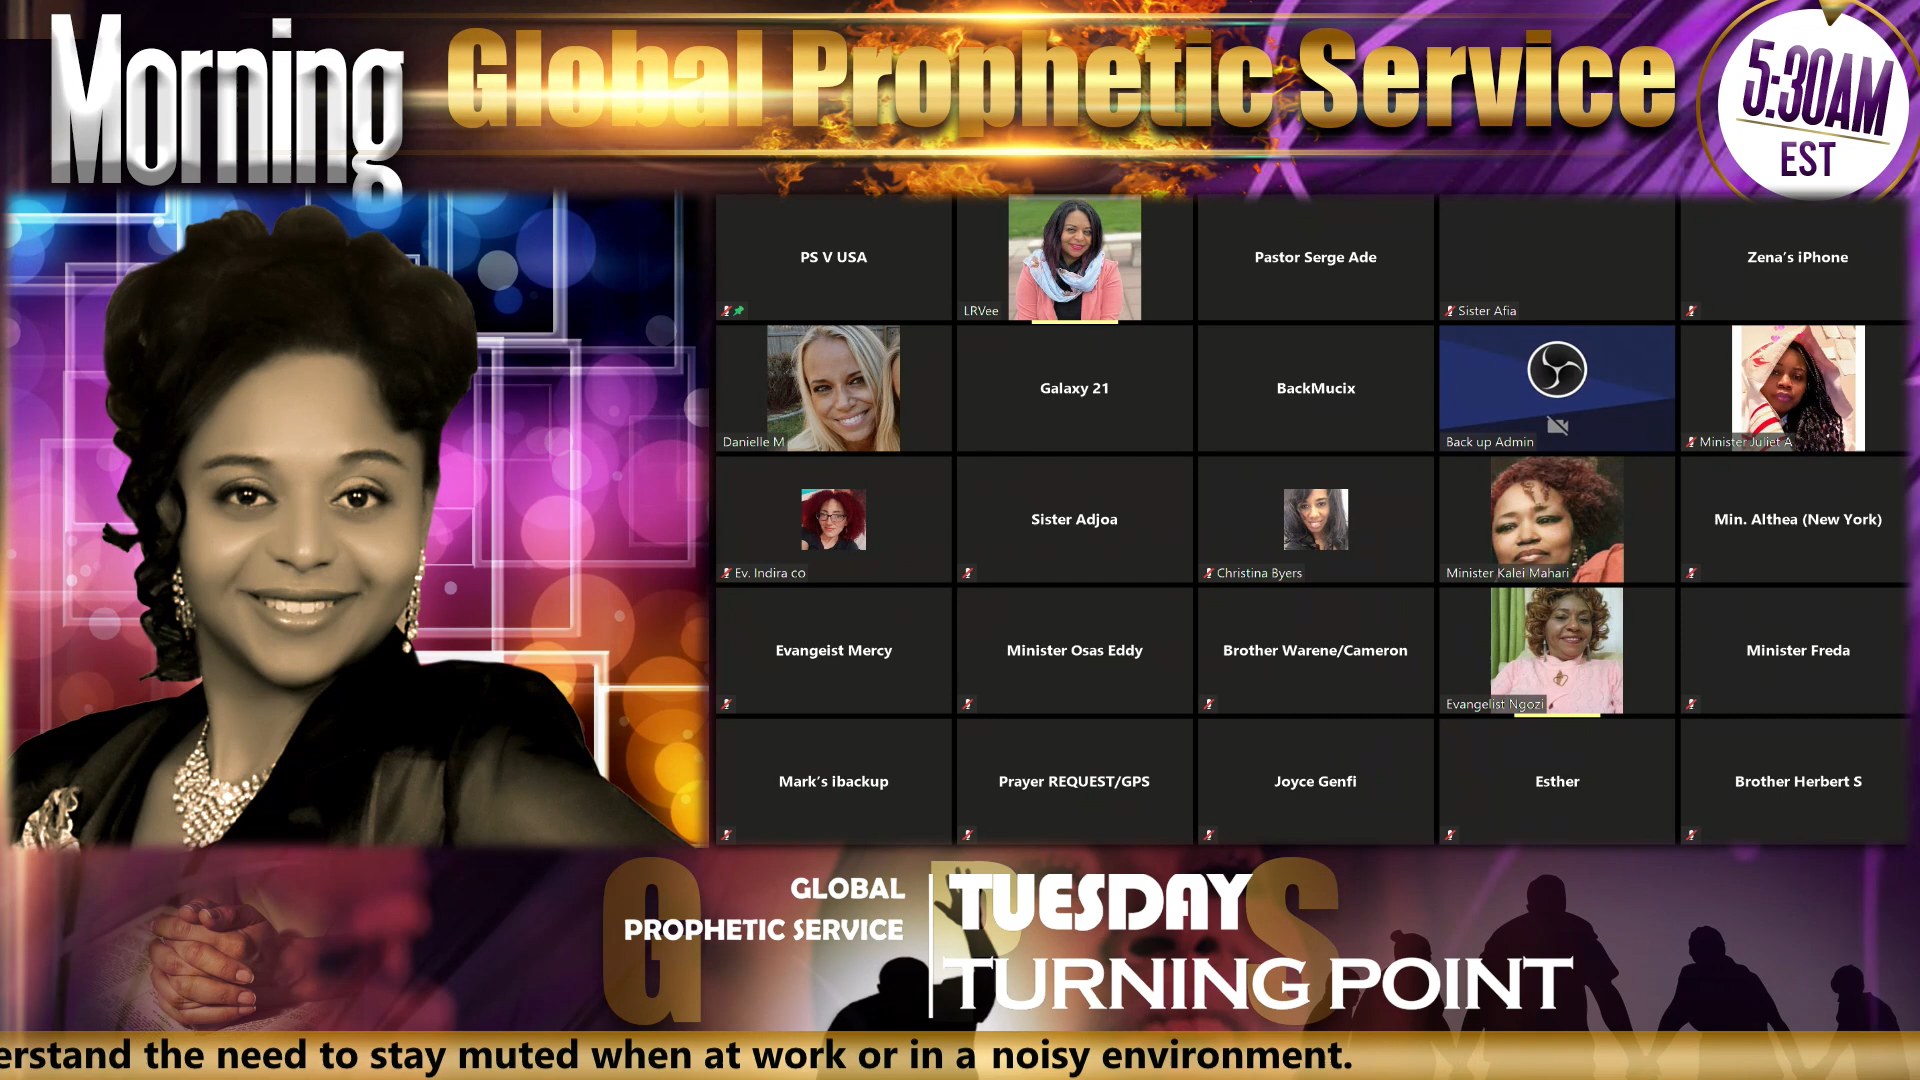 Morning
Global Prophetic Service
5:30AM
EST
PS V USA
LRVee
Pastor Serge Ade
Sister Afia
Zena's iPhone
Danielle M
Galaxy 21
BackMucix
Back up Admin
Minister Juliet A
Ev. Indira co
Sister Adjoa
Christina Byers
Minister Kalei Mahari
Min. Althea (New York)
Evangeist Mercy
Minister Osas Eddy
Brother Warene/Cameron
Evangelist Ngozi
Minister Freda
Mark's ibackup
Prayer REQUEST/GPS
Joyce Genfi
Esther
Brother Herbert S
G P S
GLOBAL
PROPHETIC SERVICE
TUESDAY
TURNING POINT
erstand the need to stay muted when at work or in a noisy environment.